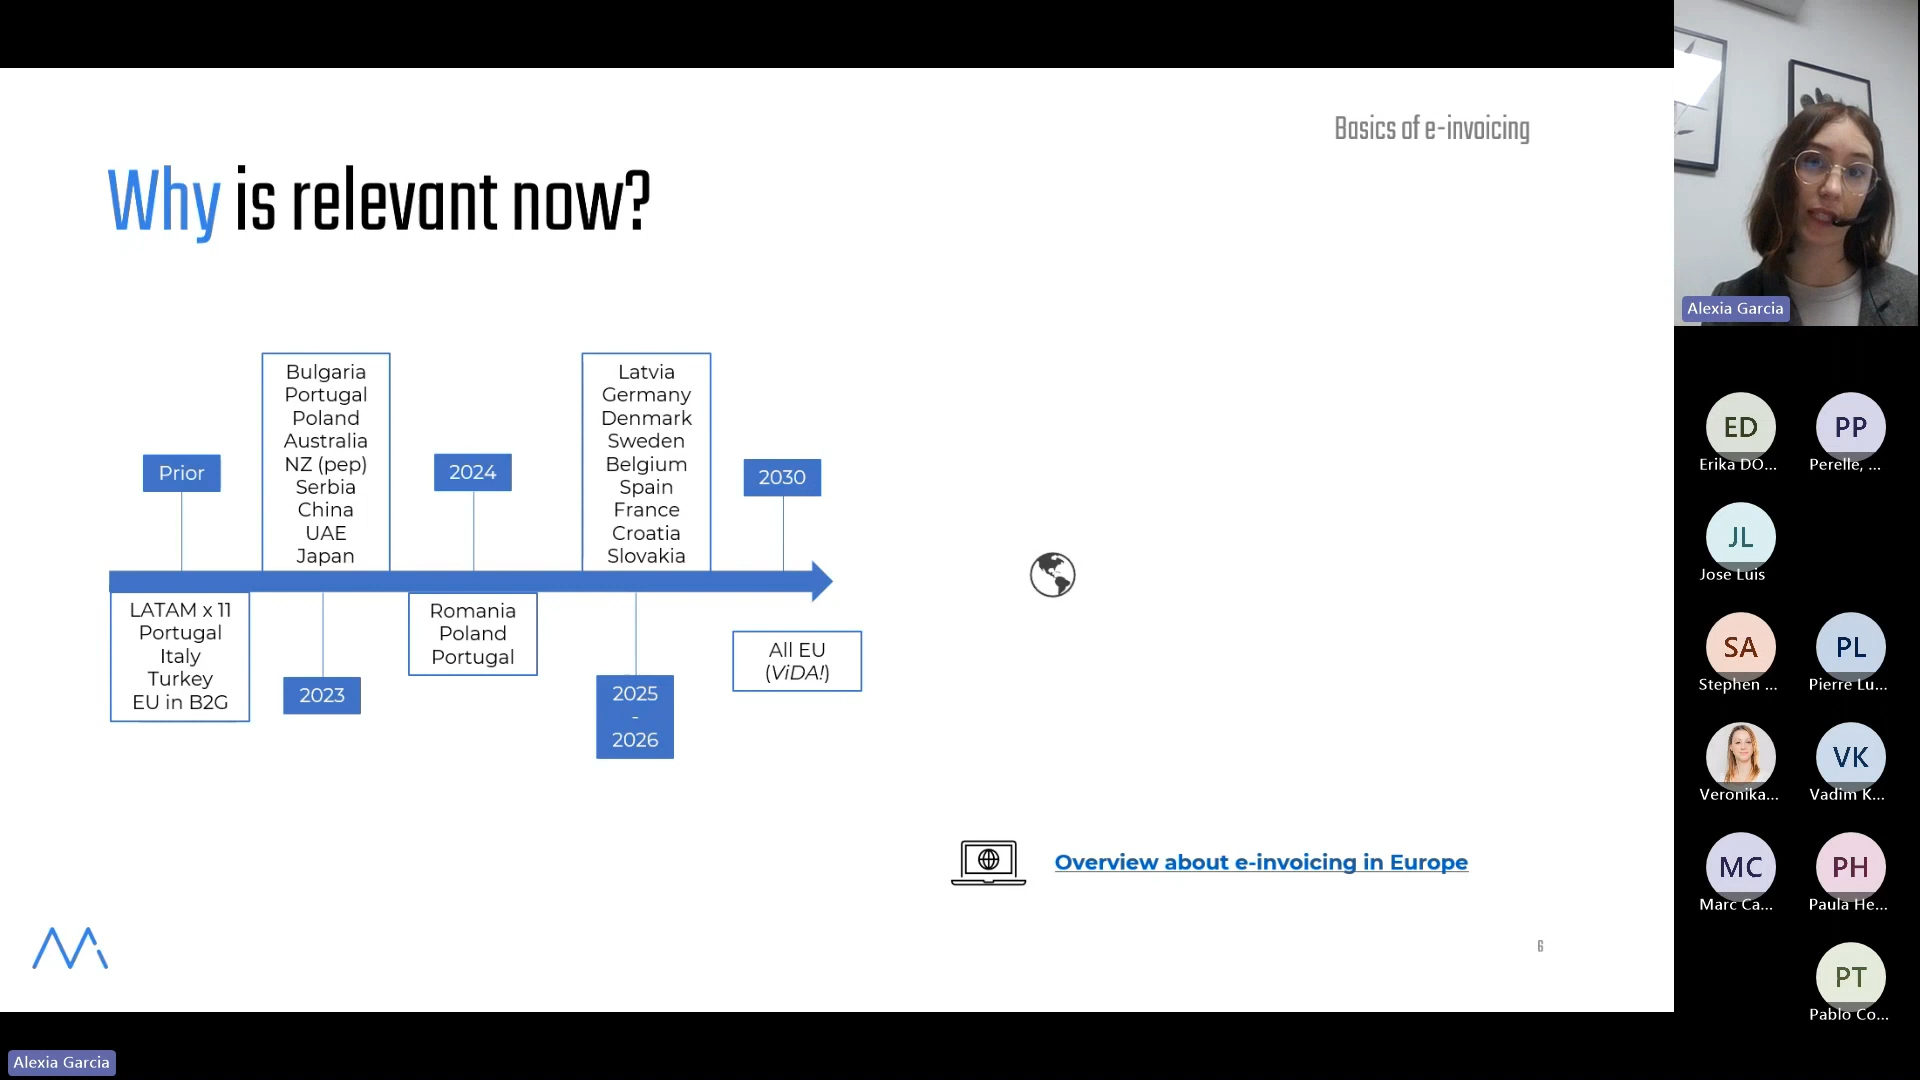 Basics of e-invoicing
Why is relevant now?
Prior
Bulgaria
Portugal
Poland
Australia
NZ (pep)
Serbia
China
UAE
Japan
2024
Latvia
Germany
Denmark
Sweden
Belgium
Spain
France
Croatia
Slovakia
2030
LATAM x 11
Portugal
Italy
Turkey
EU in B2G
2023
Romania
Poland
Portugal
2025
-
2026
All EU
(ViDA!)
Overview about e-invoicing in Europe
6
Alexia Garcia
Alexia Garcia
ED
Erika DO...
PP
Perelle, ...
JL
Jose Luis
SA
Stephen ...
PL
Pierre Lu...
Veronika...
VK
Vadim K...
MC
Marc Ca...
PH
Paula He...
PT
Pablo Co...